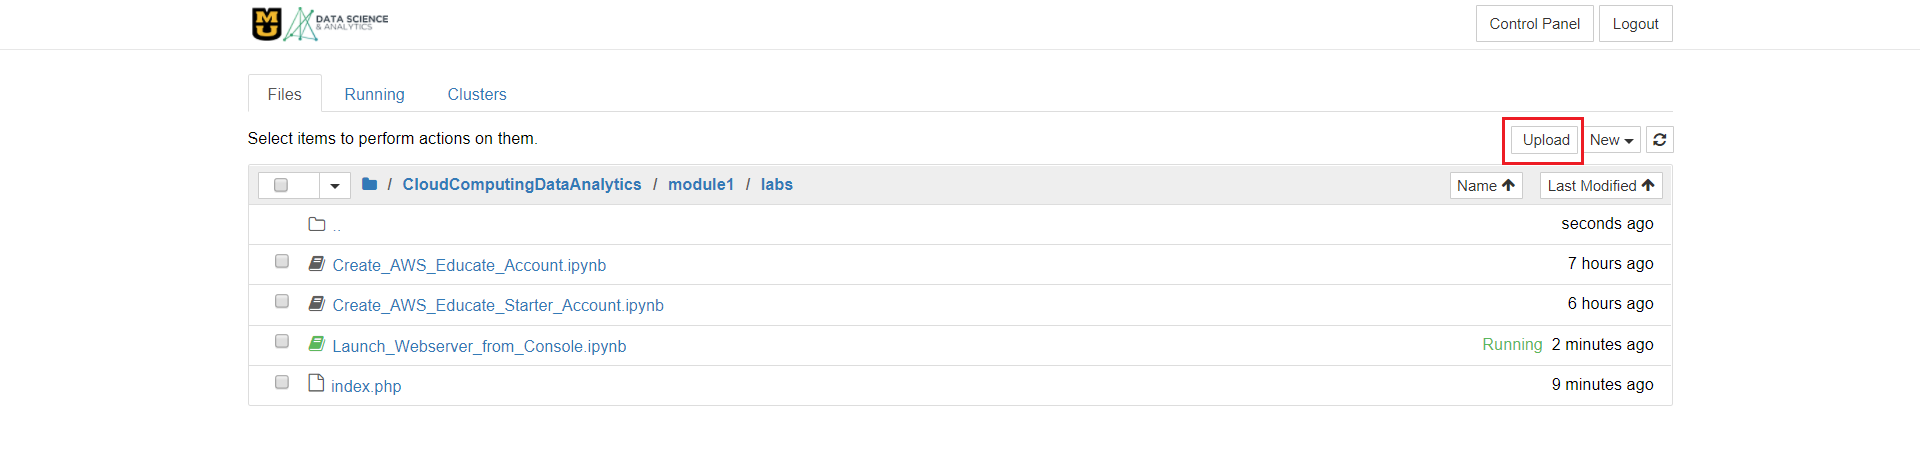 MU DATA SCIENCE & ANALYTICS Control Panel Logout
Files Running Clusters
Select items to perform actions on them. Upload New
/ CloudComputingDataAnalytics / module1 / labs Name Last Modified
.. seconds ago
Create_AWS_Educate_Account.ipynb 7 hours ago
Create_AWS_Educate_Starter_Account.ipynb 6 hours ago
Launch_Webserver_from_Console.ipynb Running 2 minutes ago
index.php 9 minutes ago